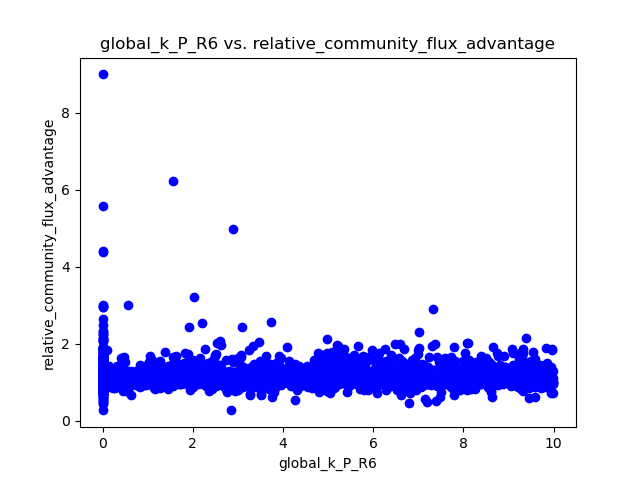 global_k_P_R6 vs. relative_community_flux_advantage
relative_community_flux_advantage
8
6
4
2
0
0 2 4 6 8 10
global_k_P_R6